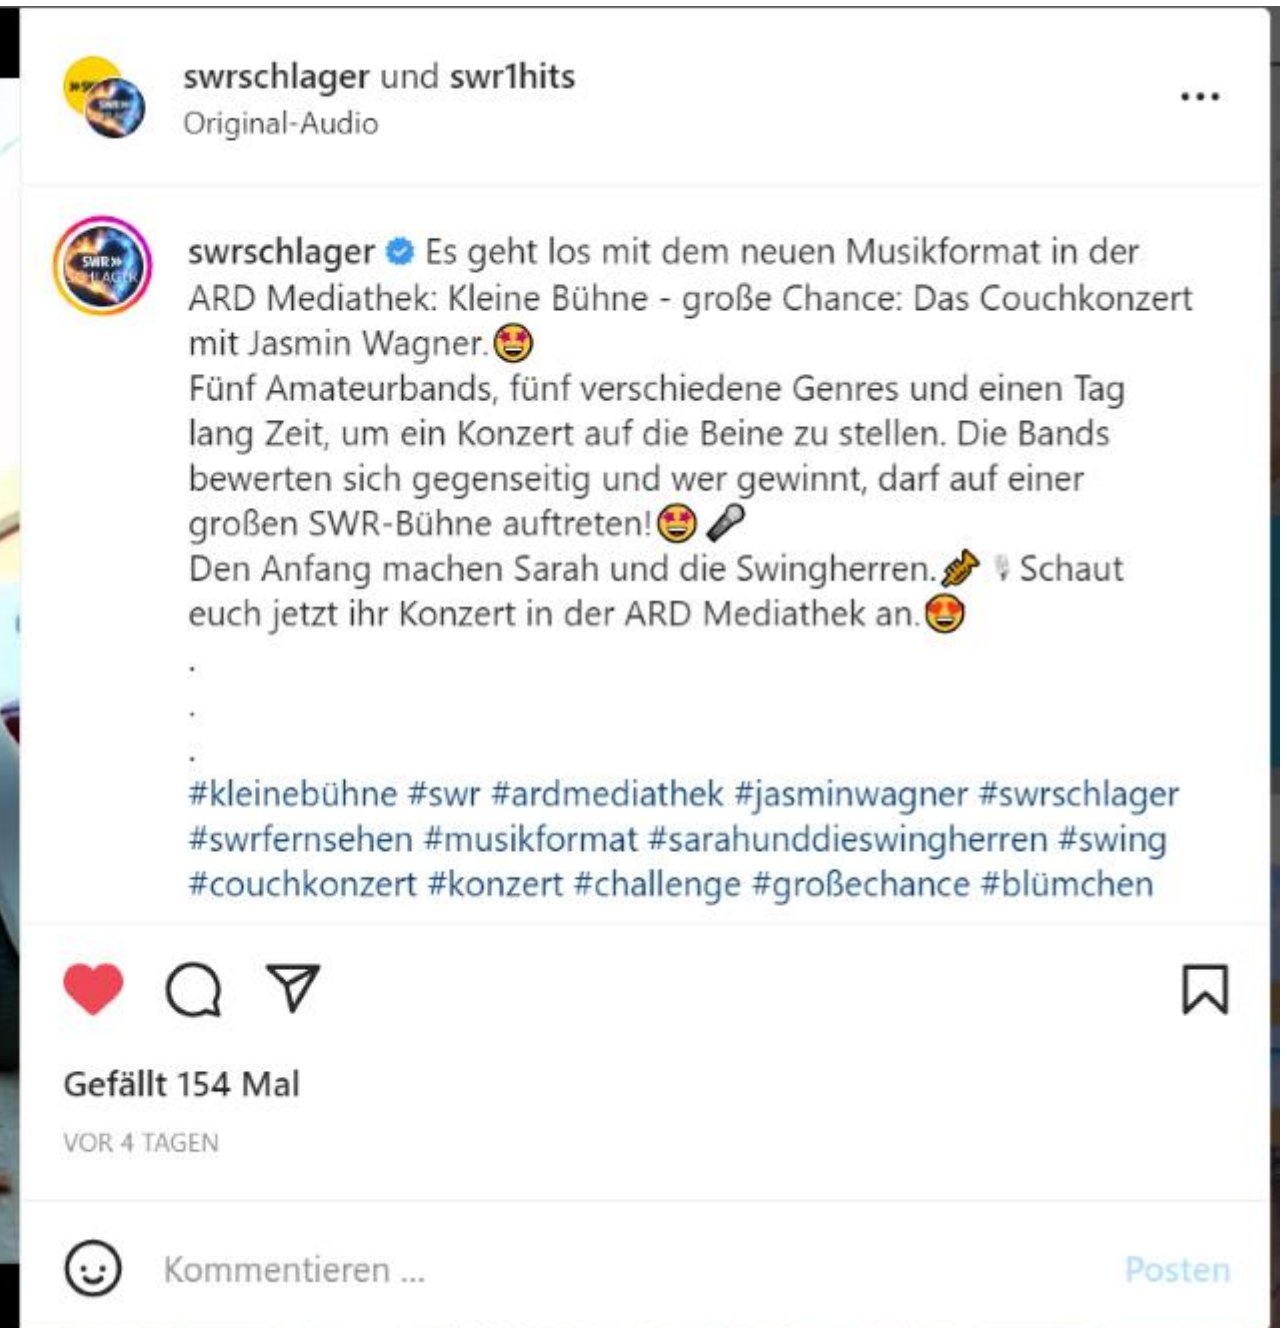 swrschlager und swr1hits
Original-Audio
SWR»
SCHLAGER
swrschlager Es geht los mit dem neuen Musikformat in der
ARD Mediathek: Kleine Bühne - große Chance: Das Couchkonzert
mit Jasmin Wagner.🤩
Fünf Amateurbands, fünf verschiedene Genres und einen Tag
lang Zeit, um ein Konzert auf die Beine zu stellen. Die Bands
bewerten sich gegenseitig und wer gewinnt, darf auf einer
großen SWR-Bühne auftreten!🤩🎤
Den Anfang machen Sarah und die Swingherren.🎺🎙Schaut
euch jetzt ihr Konzert in der ARD Mediathek an.😍
.
.
.
#kleinebühne #swr #ardmediathek #jasminwagner #swrschlager
#swrfernsehen #musikformat #sarahunddieswingherren #swing
#couchkonzert #konzert #challenge #großechance #blümchen
Gefällt 154 Mal
VOR 4 TAGEN
Kommentieren ...
Posten